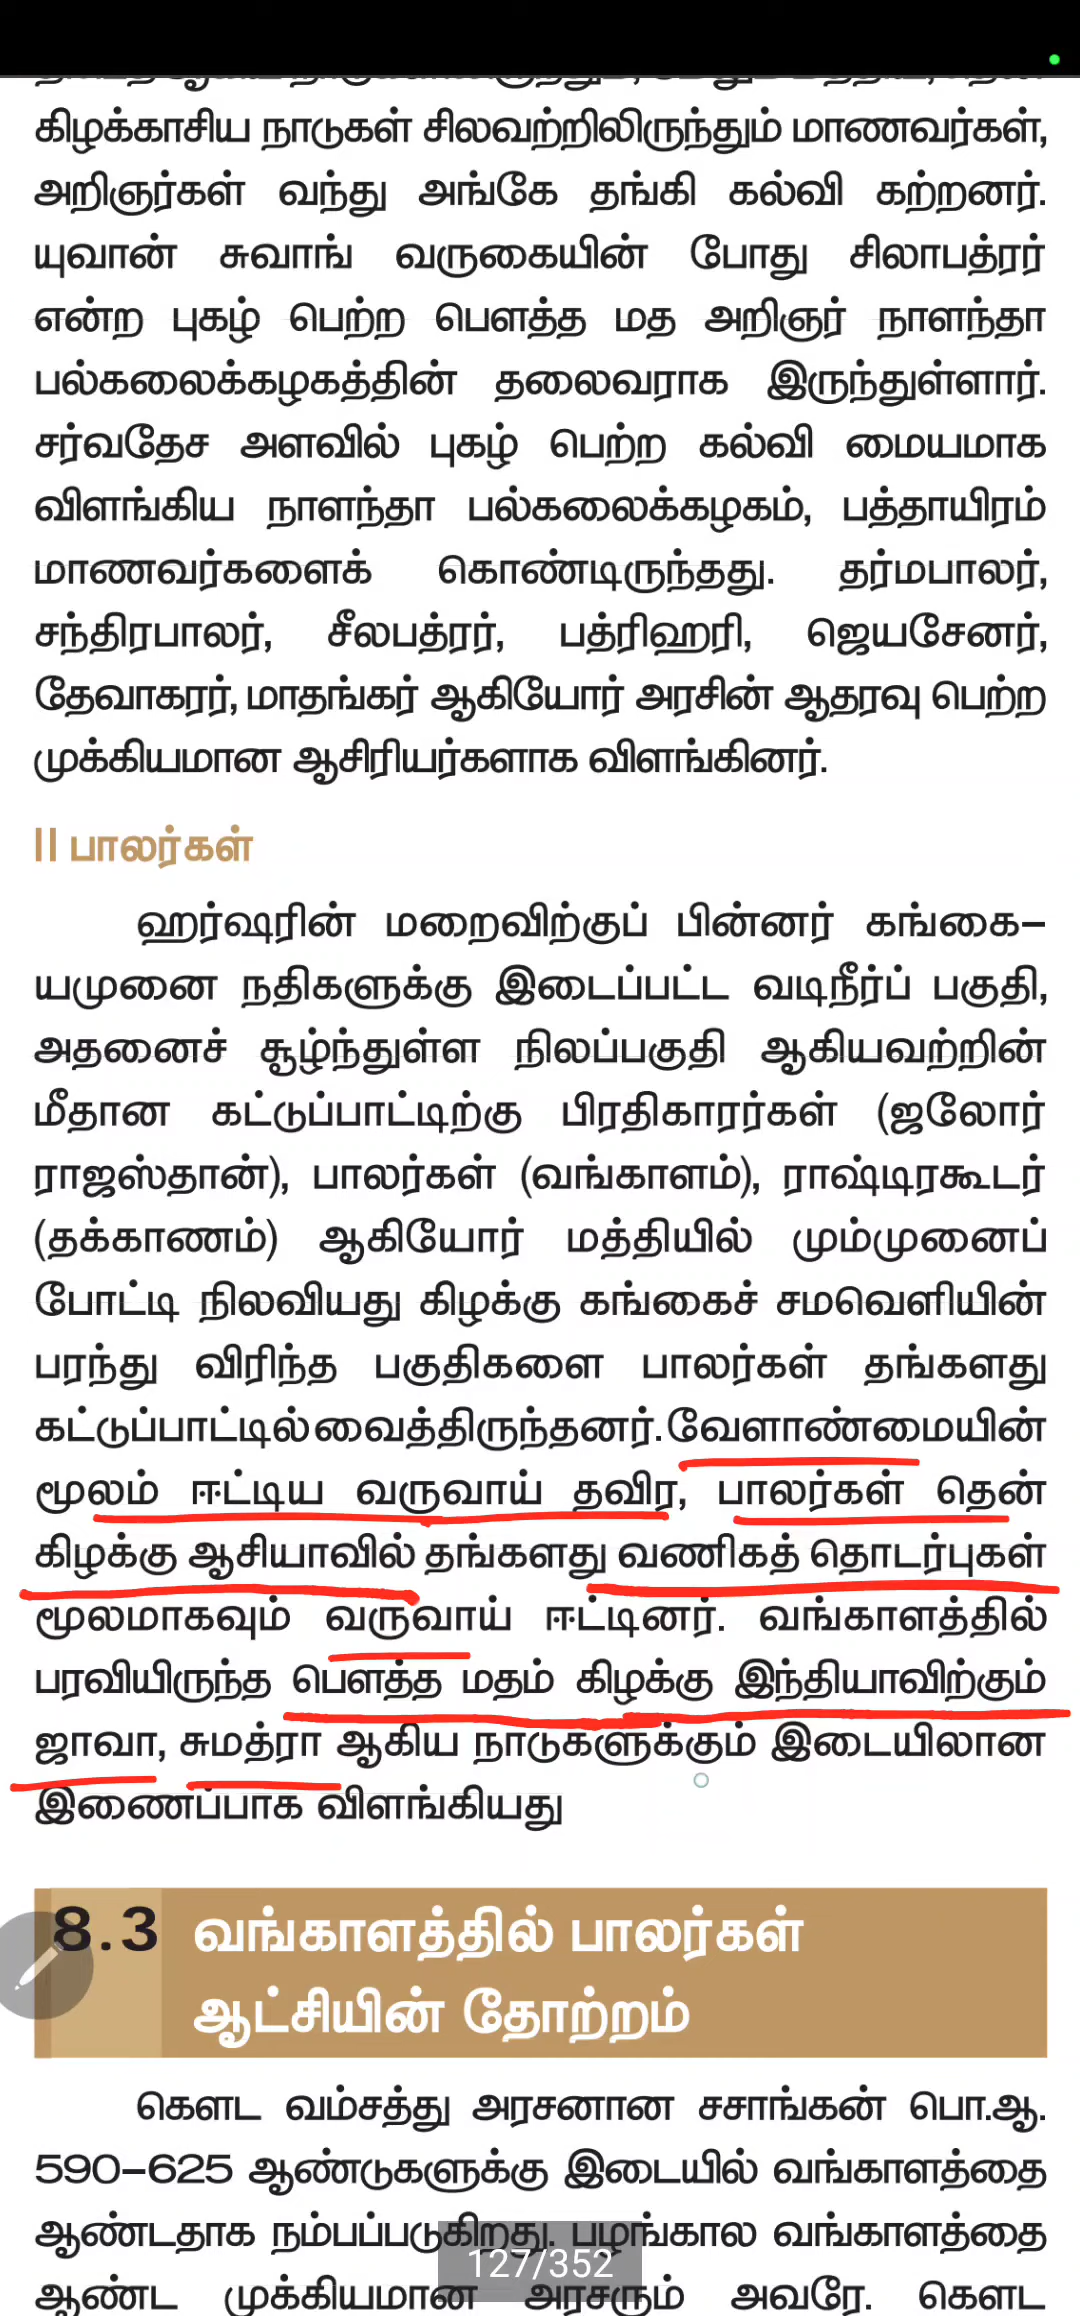 கிழக்காசிய நாடுகள் சிலவற்றிலிருந்தும் மாணவர்கள்,
அறிஞர்கள் வந்து அங்கே தங்கி கல்வி கற்றனர்.
யுவான் சுவாங் வருகையின் போது சிலாபத்ரர்
என்ற புகழ் பெற்ற பௌத்த மத அறிஞர் நாளந்தா
பல்கலைக்கழகத்தின் தலைவராக இருந்துள்ளார்.
சர்வதேச அளவில் புகழ் பெற்ற கல்வி மையமாக
விளங்கிய நாளந்தா பல்கலைக்கழகம், பத்தாயிரம்
மாணவர்களைக் கொண்டிருந்தது. தர்மபாலர்,
சந்திரபாலர், சீலபத்ரர், பத்ரிஹரி, ஜெயசேனர்,
தேவாகரர், மாதங்கர் ஆகியோர் அரசின் ஆதரவு பெற்ற
முக்கியமான ஆசிரியர்களாக விளங்கினர்.
II பாலர்கள்
ஹர்ஷரின் மறைவிற்குப் பின்னர் கங்கை–
யமுனை நதிகளுக்கு இடைப்பட்ட வடிநீர்ப் பகுதி,
அதனைச் சூழ்ந்துள்ள நிலப்பகுதி ஆகியவற்றின்
மீதான கட்டுப்பாட்டிற்கு பிரதிகாரர்கள் (ஜலோர்
ராஜஸ்தான்), பாலர்கள் (வங்காளம்), ராஷ்டிரகூடர்
(தக்காணம்) ஆகியோர் மத்தியில் மும்முனைப்
போட்டி நிலவியது கிழக்கு கங்கைச் சமவெளியின்
பரந்து விரிந்த பகுதிகளை பாலர்கள் தங்களது
கட்டுப்பாட்டில் வைத்திருந்தனர். வேளாண்மையின்
மூலம் ஈட்டிய வருவாய் தவிர, பாலர்கள் தென்
கிழக்கு ஆசியாவில் தங்களது வணிகத் தொடர்புகள்
மூலமாகவும் வருவாய் ஈட்டினர். வங்காளத்தில்
பரவியிருந்த பௌத்த மதம் கிழக்கு இந்தியாவிற்கும்
ஜாவா, சுமத்ரா ஆகிய நாடுகளுக்கும் இடையிலான
இணைப்பாக விளங்கியது
8.3 வங்காளத்தில் பாலர்கள்
ஆட்சியின் தோற்றம்
கௌட வம்சத்து அரசனான சசாங்கன் பொ.ஆ.
590–625 ஆண்டுகளுக்கு இடையில் வங்காளத்தை
ஆண்டதாக நம்பப்படுகிறது. பழங்கால வங்காளத்தை
127/352
ஆண்ட முக்கியமான அரசரும் அவரே. கௌட